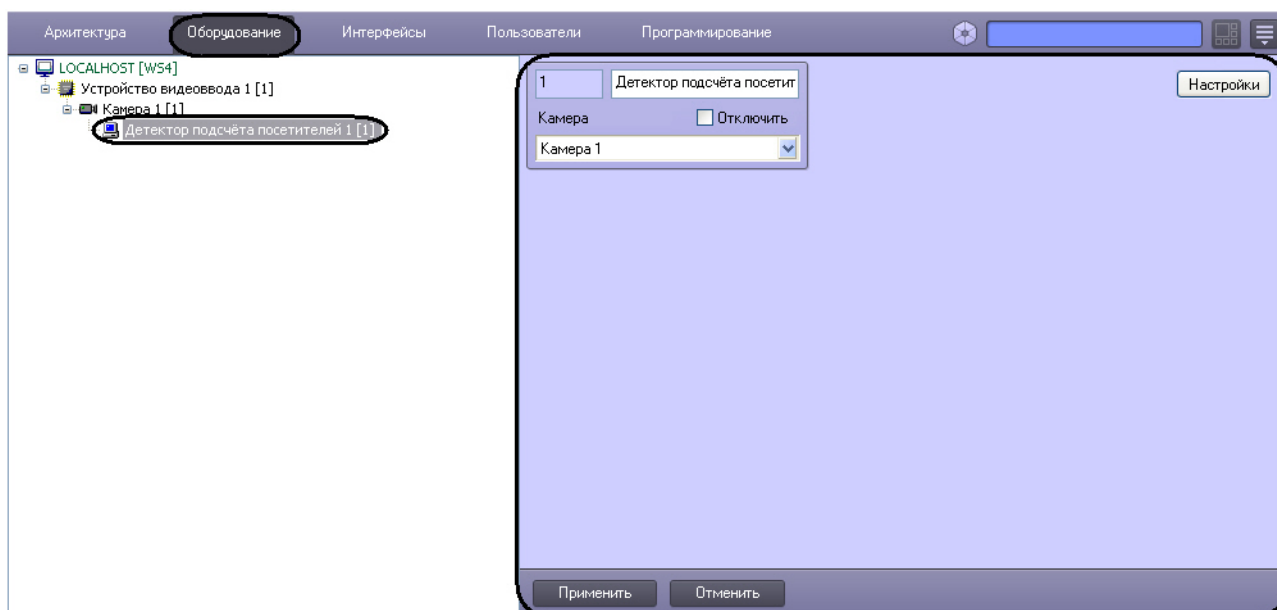 Архитектура Оборудование Интерфейсы Пользователи Программирование
LOCALHOST [WS4]
Устройство видеоввода 1 [1]
Камера 1 [1]
Детектор подсчёта посетителей 1 [1]
1 Детектор подсчёта посетит
Настройки
Камера Отключить
Камера 1
Применить Отменить